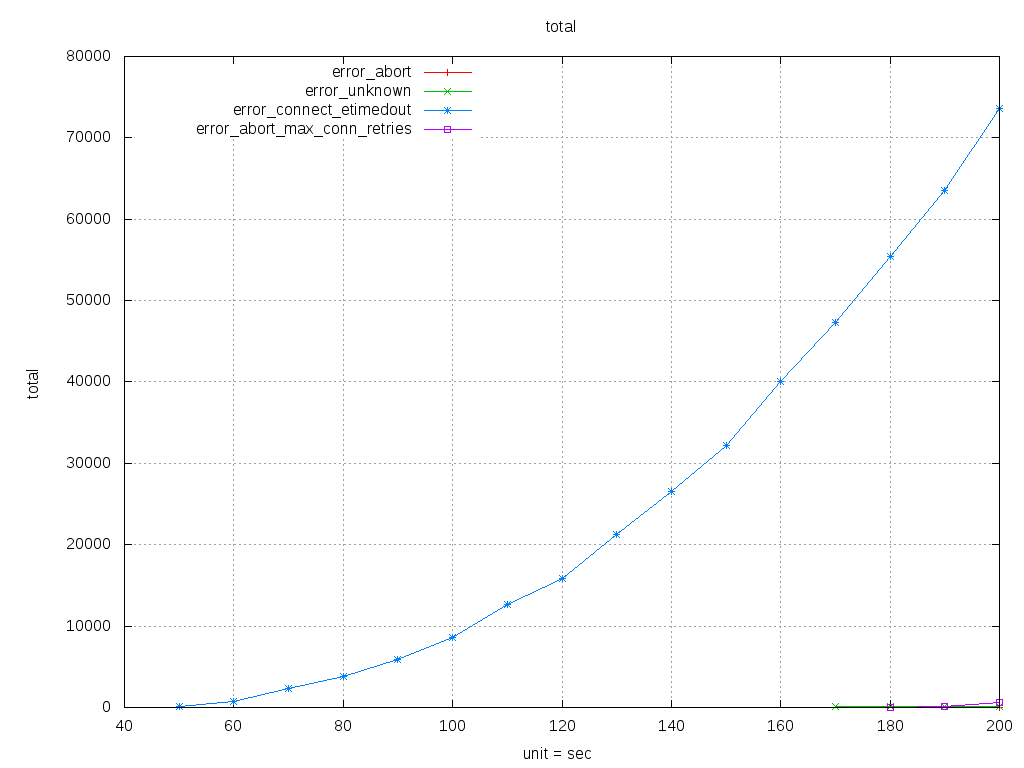 total
error_abort
error_unknown
error_connect_etimedout
error_abort_max_conn_retries
80000
70000
60000
50000
40000
30000
20000
10000
0
total
40 60 80 100 120 140 160 180 200
unit = sec